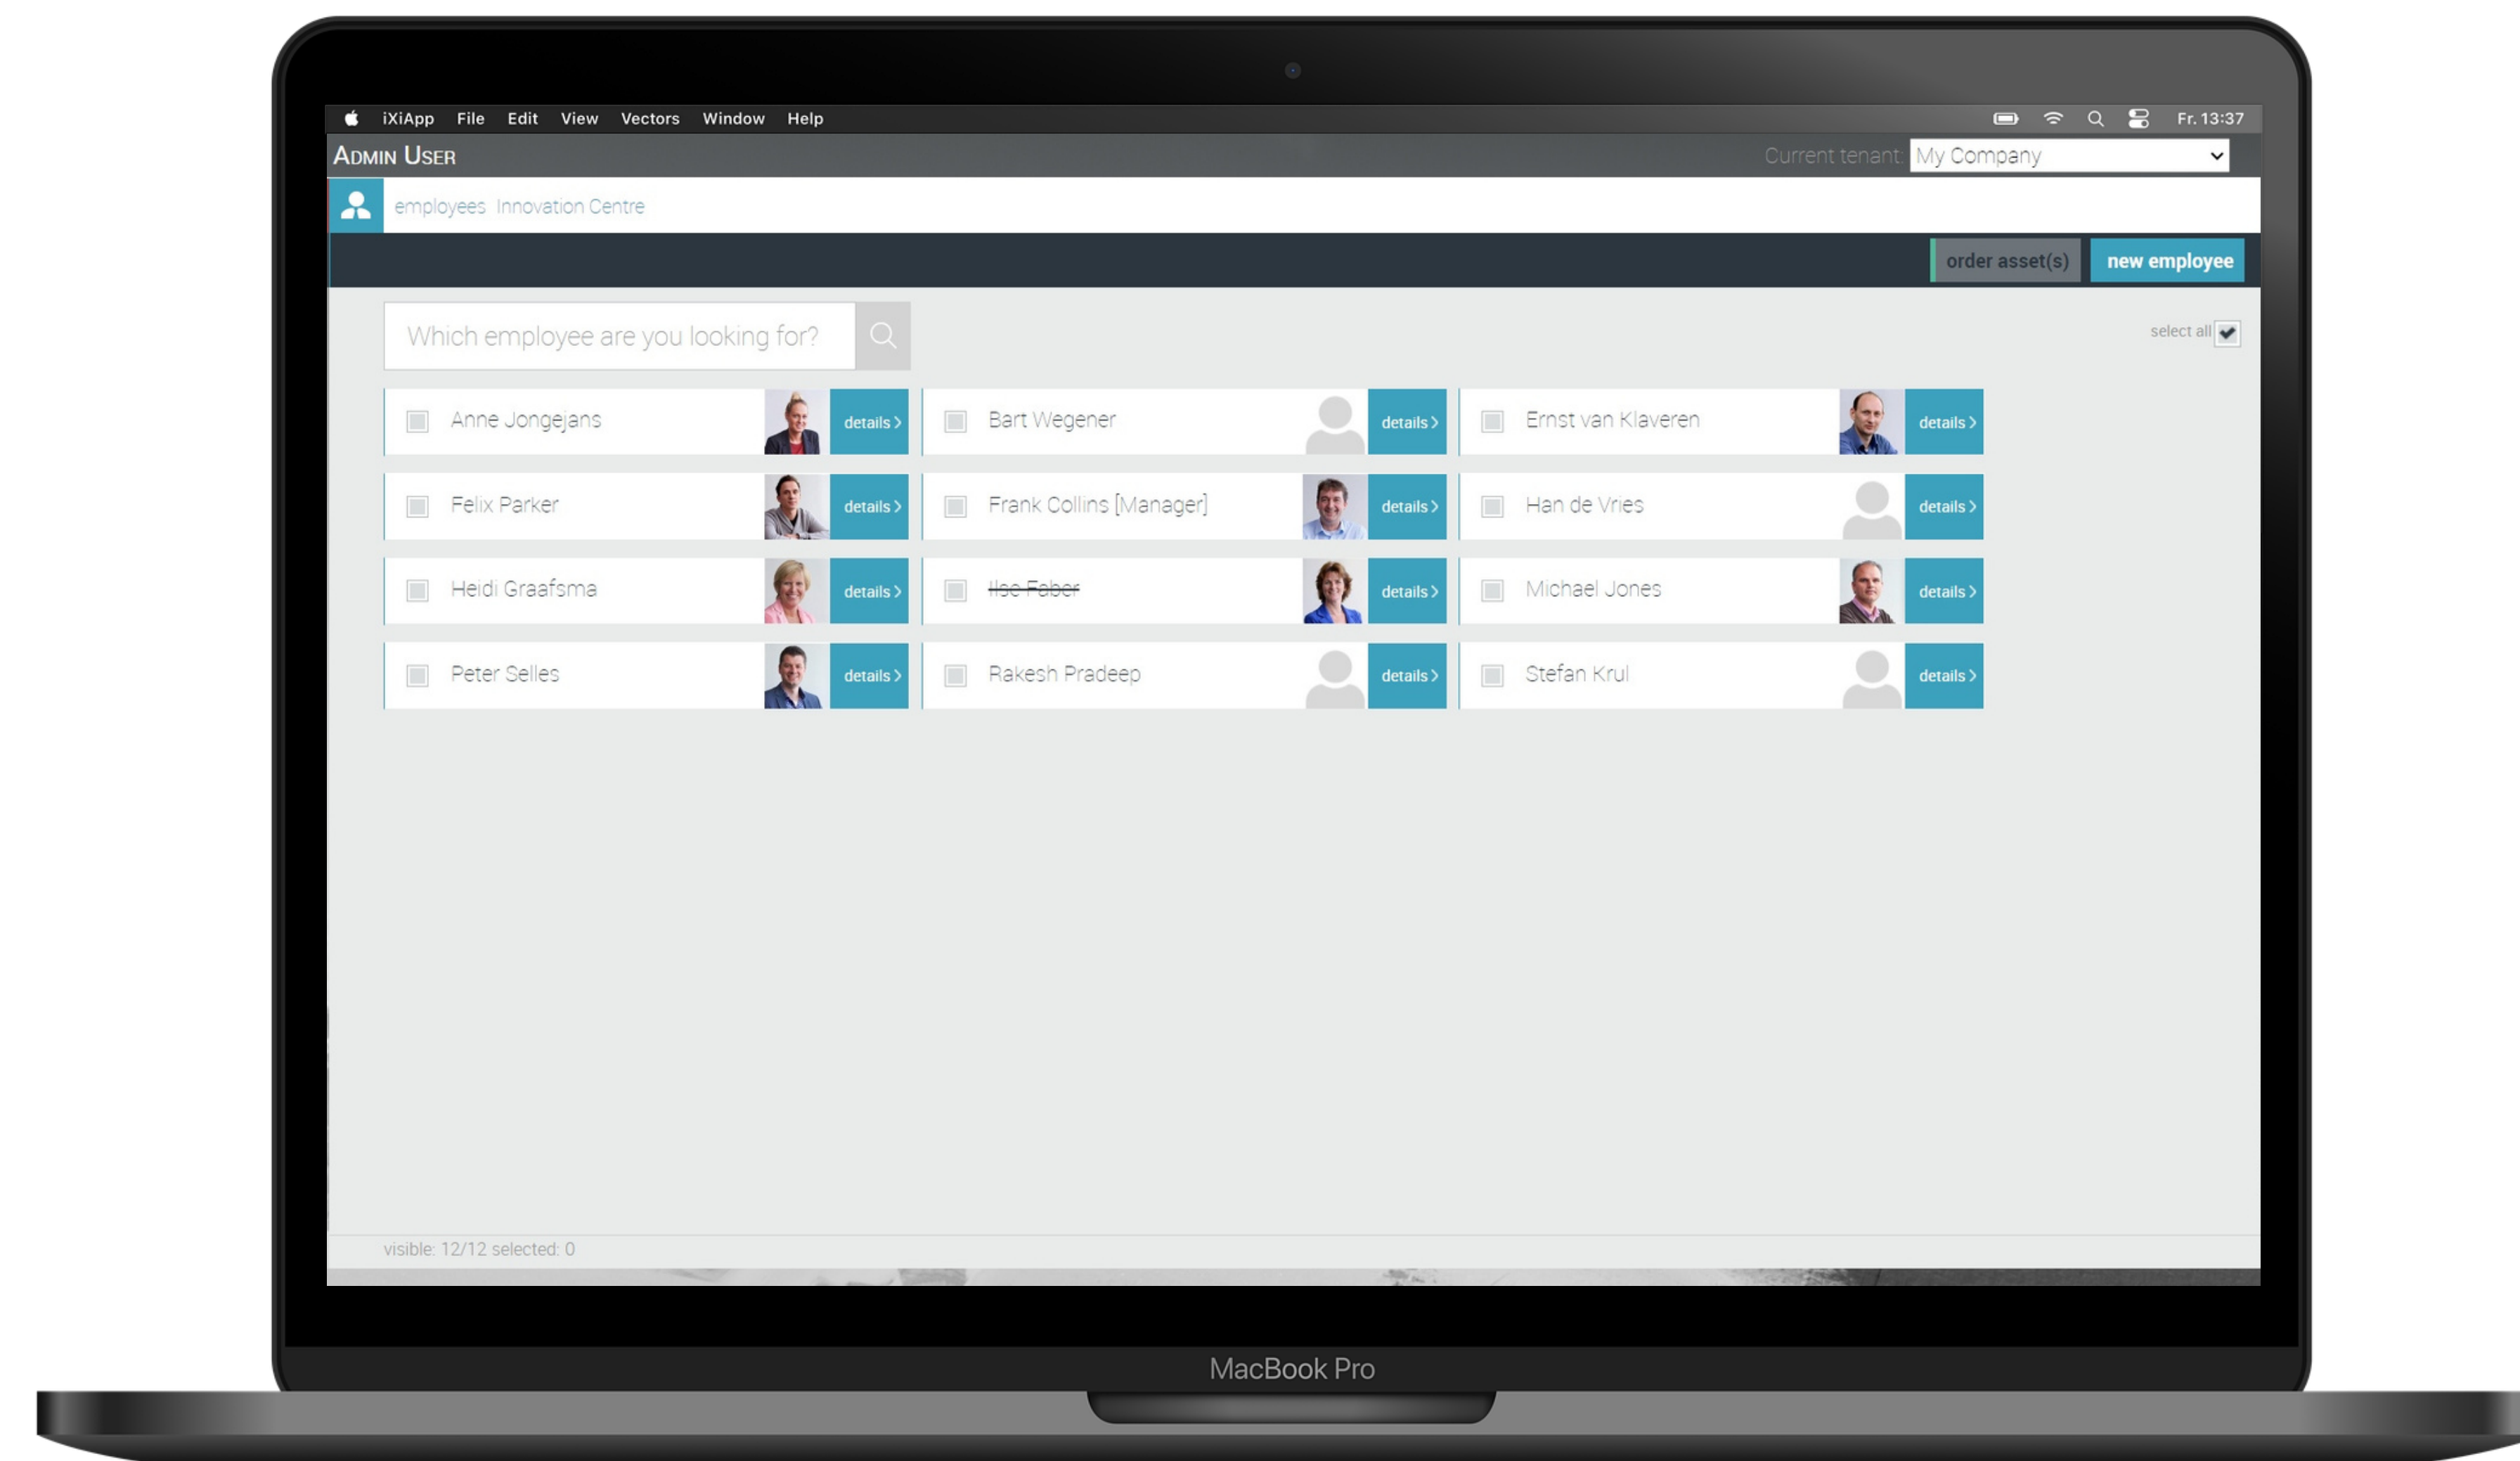 iXiApp File Edit View Vectors Window Help Fr. 13:37
ADMIN USER Current tenant: My Company
employees Innovation Centre
order asset(s) new employee
Which employee are you looking for? select all
Anne Jongejans details Bart Wegener details Ernst van Klaveren details
Felix Parker details Frank Collins [Manager] details Han de Vries details
Heidi Graafsma details Ilse Faber details Michael Jones details
Peter Selles details Rakesh Pradeep details Stefan Krul details
visible: 12/12 selected: 0
MacBook Pro